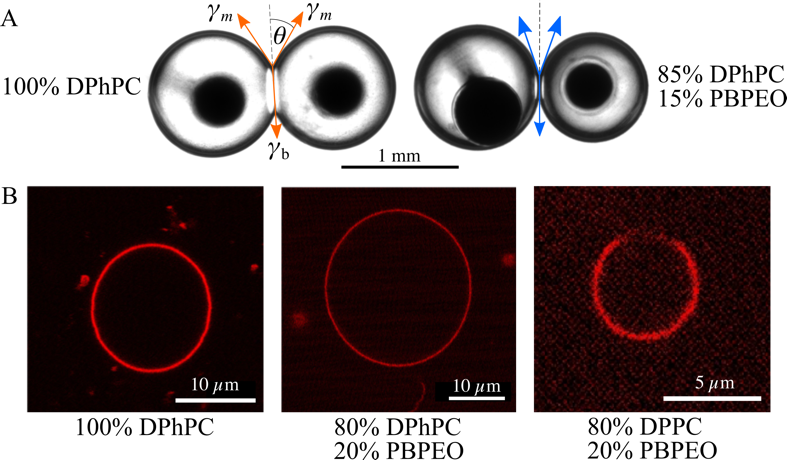 A
γm
θ
γm
100% DPhPC
85% DPhPC
15% PBPEO
γb
1 mm
B
10 µm
10 µm
5 µm
100% DPhPC
80% DPhPC
20% PBPEO
80% DPPC
20% PBPEO